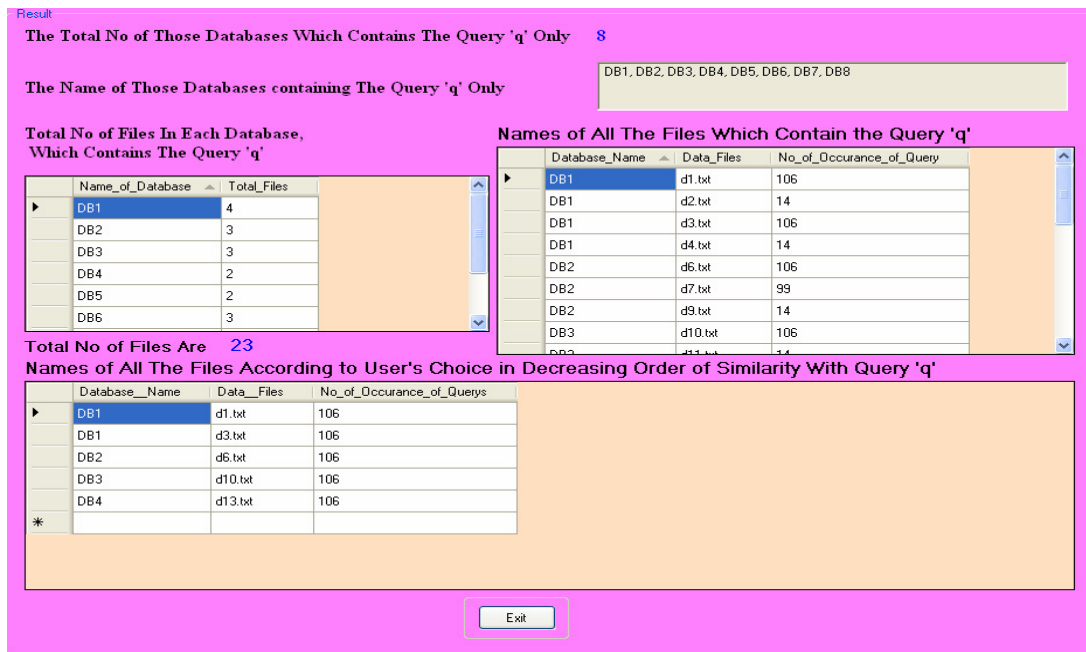 Result
The Total No of Those Databases Which Contains The Query 'q' Only 8
The Name of Those Databases containing The Query 'q' Only
DB1, DB2, DB3, DB4, DB5, DB6, DB7, DB8
Total No of Files In Each Database,
Which Contains The Query 'q'
Name_of_Database Total_Files
DB1 4
DB2 3
DB3 3
DB4 2
DB5 2
DB6 3
Total No of Files Are 23
Names of All The Files Which Contain the Query 'q'
Database_Name Data_Files No_of_Occurance_of_Query
DB1 d1.txt 106
DB1 d2.txt 14
DB1 d3.txt 106
DB1 d4.txt 14
DB2 d6.txt 106
DB2 d7.txt 99
DB2 d9.txt 14
DB3 d10.txt 106
DB3 d11.txt 14
Names of All The Files According to User's Choice in Decreasing Order of Similarity With Query 'q'
Database__Name Data__Files No_of_Occurance_of_Querys
DB1 d1.txt 106
DB1 d3.txt 106
DB2 d6.txt 106
DB3 d10.txt 106
DB4 d13.txt 106
Exit